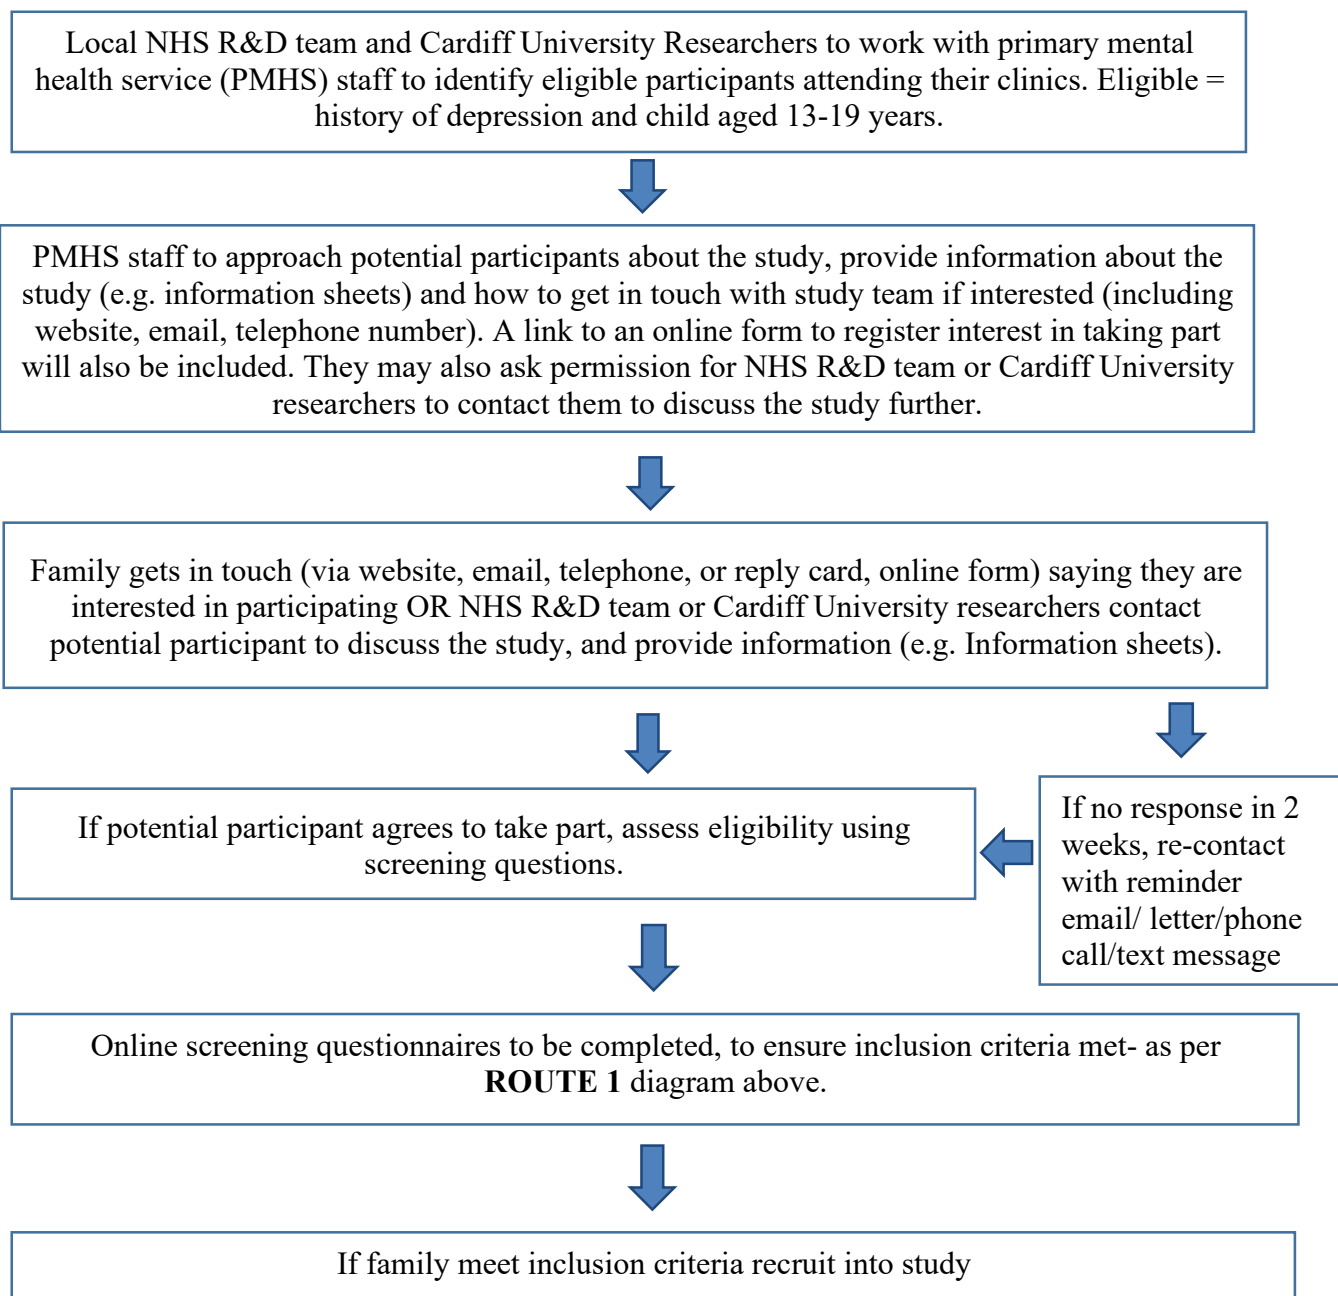 Local NHS R&D team and Cardiff University Researchers to work with primary mental
health service (PMHS) staff to identify eligible participants attending their clinics. Eligible =
history of depression and child aged 13-19 years.
PMHS staff to approach potential participants about the study, provide information about the
study (e.g. information sheets) and how to get in touch with study team if interested (including
website, email, telephone number). A link to an online form to register interest in taking part
will also be included. They may also ask permission for NHS R&D team or Cardiff University
researchers to contact them to discuss the study further.
Family gets in touch (via website, email, telephone, or reply card, online form) saying they are
interested in participating OR NHS R&D team or Cardiff University researchers contact
potential participant to discuss the study, and provide information (e.g. Information sheets).
If potential participant agrees to take part, assess eligibility using
screening questions.
If no response in 2
weeks, re-contact
with reminder
email/ letter/phone
call/text message
Online screening questionnaires to be completed, to ensure inclusion criteria met- as per
ROUTE 1 diagram above.
If family meet inclusion criteria recruit into study